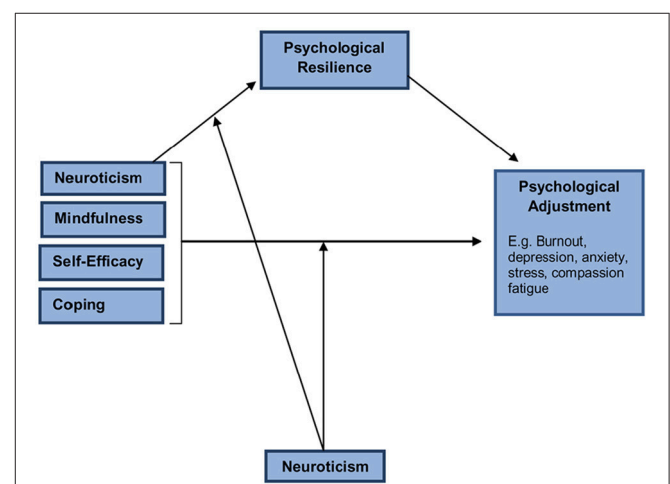 Psychological
Resilience
Neuroticism
Mindfulness
Self-Efficacy
Coping
Psychological
Adjustment
E.g. Burnout,
depression, anxiety,
stress, compassion
fatigue
Neuroticism